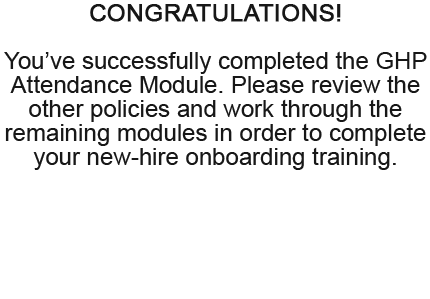 CONGRATULATIONS!
You’ve successfully completed the GHP
Attendance Module. Please review the
other policies and work through the
remaining modules in order to complete
your new-hire onboarding training.